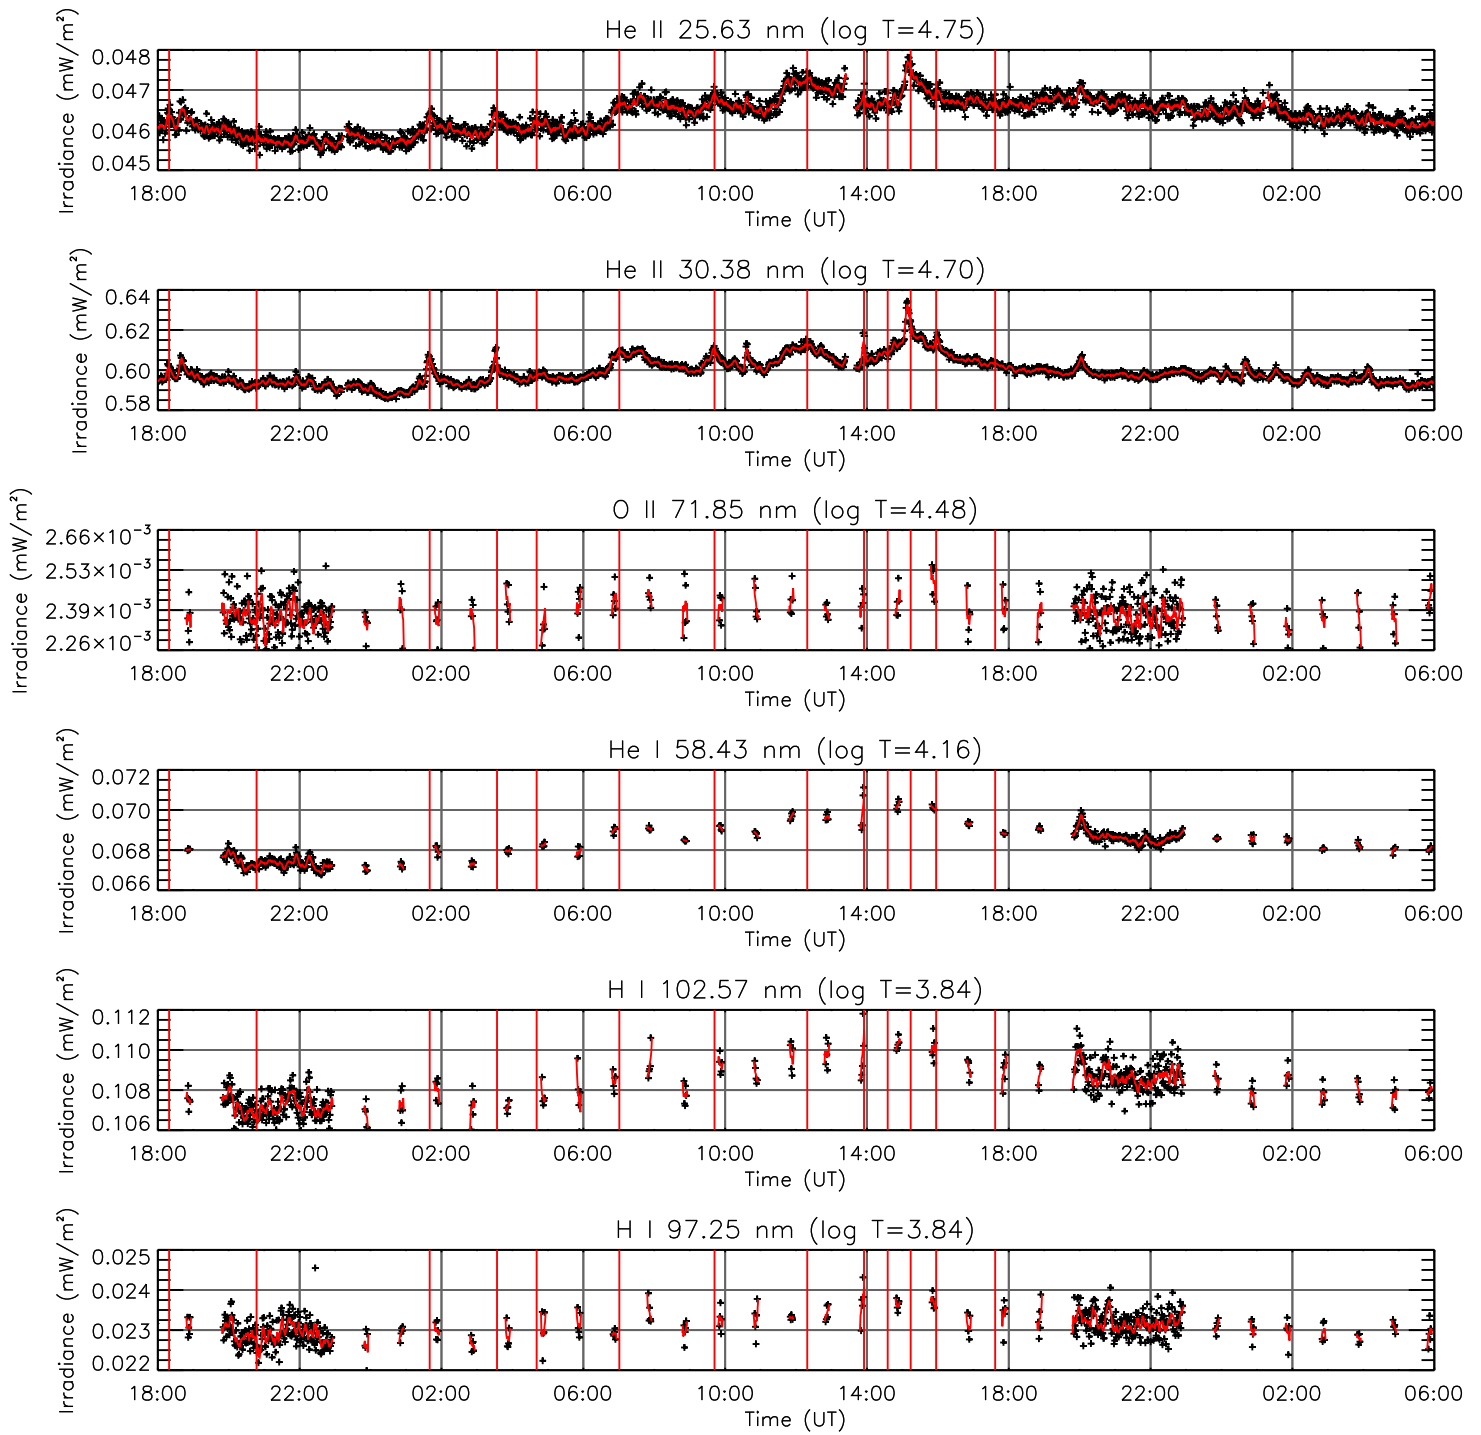 He II 25.63 nm (log T=4.75)
Irradiance (mW/m²)
0.048
0.047
0.046
0.045
18:00 22:00 02:00 06:00 10:00 14:00 18:00 22:00 02:00 06:00
Time (UT)
He II 30.38 nm (log T=4.70)
Irradiance (mW/m²)
0.64
0.62
0.60
0.58
18:00 22:00 02:00 06:00 10:00 14:00 18:00 22:00 02:00 06:00
Time (UT)
O II 71.85 nm (log T=4.48)
Irradiance (mW/m²)
2.66×10⁻³
2.53×10⁻³
2.39×10⁻³
2.26×10⁻³
18:00 22:00 02:00 06:00 10:00 14:00 18:00 22:00 02:00 06:00
Time (UT)
He I 58.43 nm (log T=4.16)
Irradiance (mW/m²)
0.072
0.070
0.068
0.066
18:00 22:00 02:00 06:00 10:00 14:00 18:00 22:00 02:00 06:00
Time (UT)
H I 102.57 nm (log T=3.84)
Irradiance (mW/m²)
0.112
0.110
0.108
0.106
18:00 22:00 02:00 06:00 10:00 14:00 18:00 22:00 02:00 06:00
Time (UT)
H I 97.25 nm (log T=3.84)
Irradiance (mW/m²)
0.025
0.024
0.023
0.022
18:00 22:00 02:00 06:00 10:00 14:00 18:00 22:00 02:00 06:00
Time (UT)